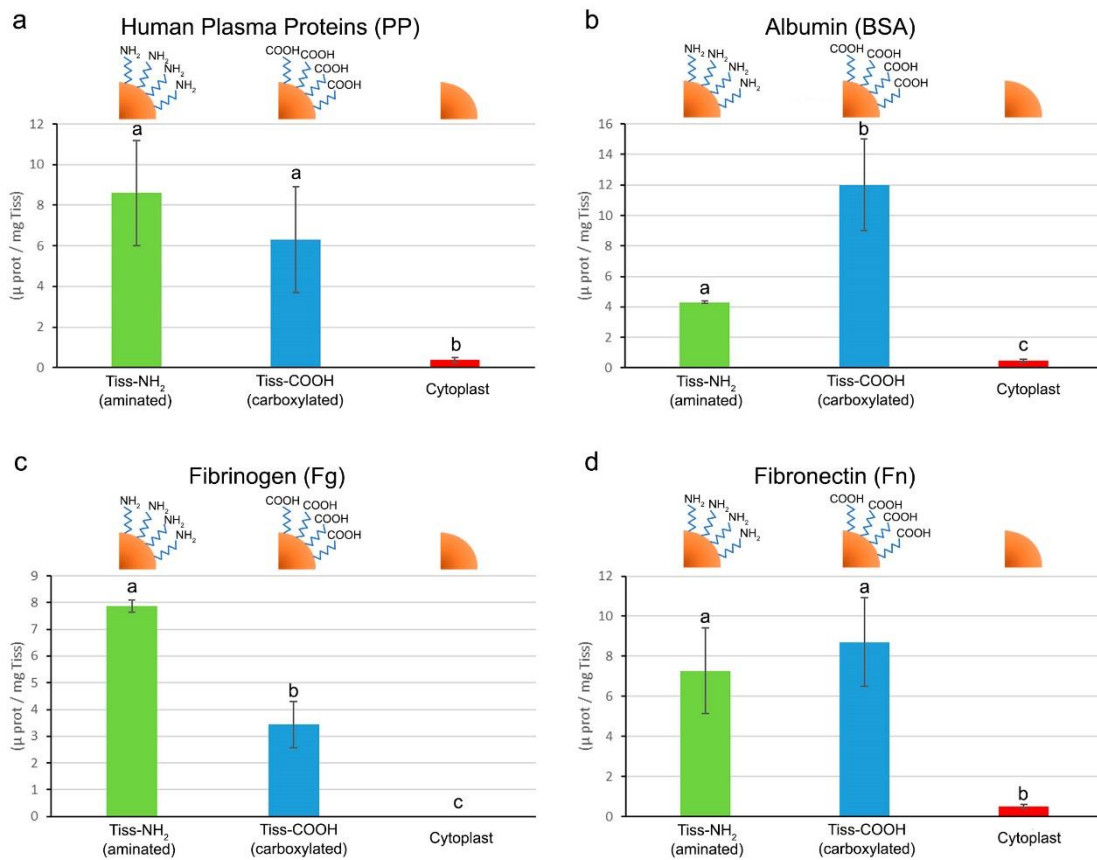 a
Human Plasma Proteins (PP)
NH2
NH2
NH2
NH2
COOH
COOH
COOH
COOH
(μ prot / mg Tiss)
12
10
8
6
4
2
0
a
a
b
Tiss-NH2
(aminated)
Tiss-COOH
(carboxylated)
Cytoplast
b
Albumin (BSA)
NH2
NH2
NH2
NH2
COOH
COOH
COOH
COOH
(μ prot / mg Tiss)
16
14
12
10
8
6
4
2
0
a
b
c
Tiss-NH2
(aminated)
Tiss-COOH
(carboxylated)
Cytoplast
c
Fibrinogen (Fg)
NH2
NH2
NH2
NH2
COOH
COOH
COOH
COOH
(μ prot / mg Tiss)
9
8
7
6
5
4
3
2
1
0
a
b
c
Tiss-NH2
(aminated)
Tiss-COOH
(carboxylated)
Cytoplast
d
Fibronectin (Fn)
NH2
NH2
NH2
NH2
COOH
COOH
COOH
COOH
(μ prot / mg Tiss)
12
10
8
6
4
2
0
a
a
b
Tiss-NH2
(aminated)
Tiss-COOH
(carboxylated)
Cytoplast